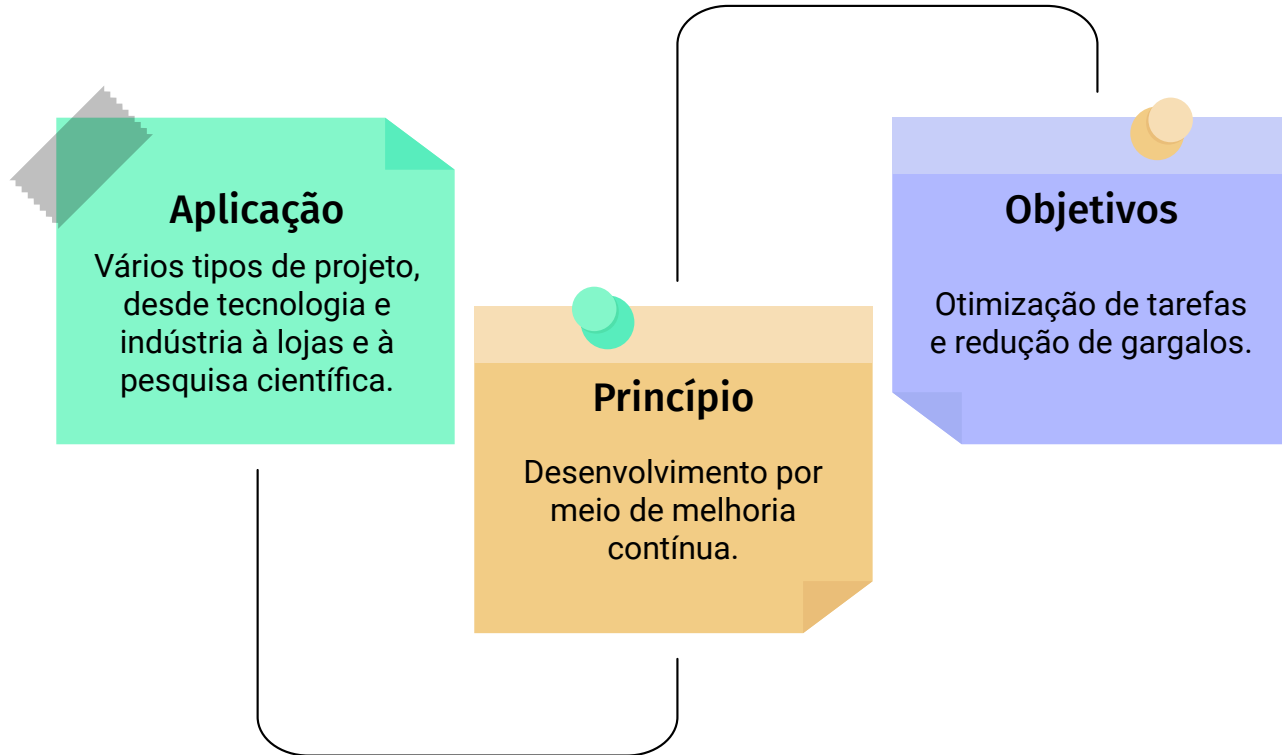 Aplicação
Vários tipos de projeto,
desde tecnologia e
indústria à lojas e à
pesquisa científica.
Princípio
Desenvolvimento por
meio de melhoria
contínua.
Objetivos
Otimização de tarefas
e redução de gargalos.